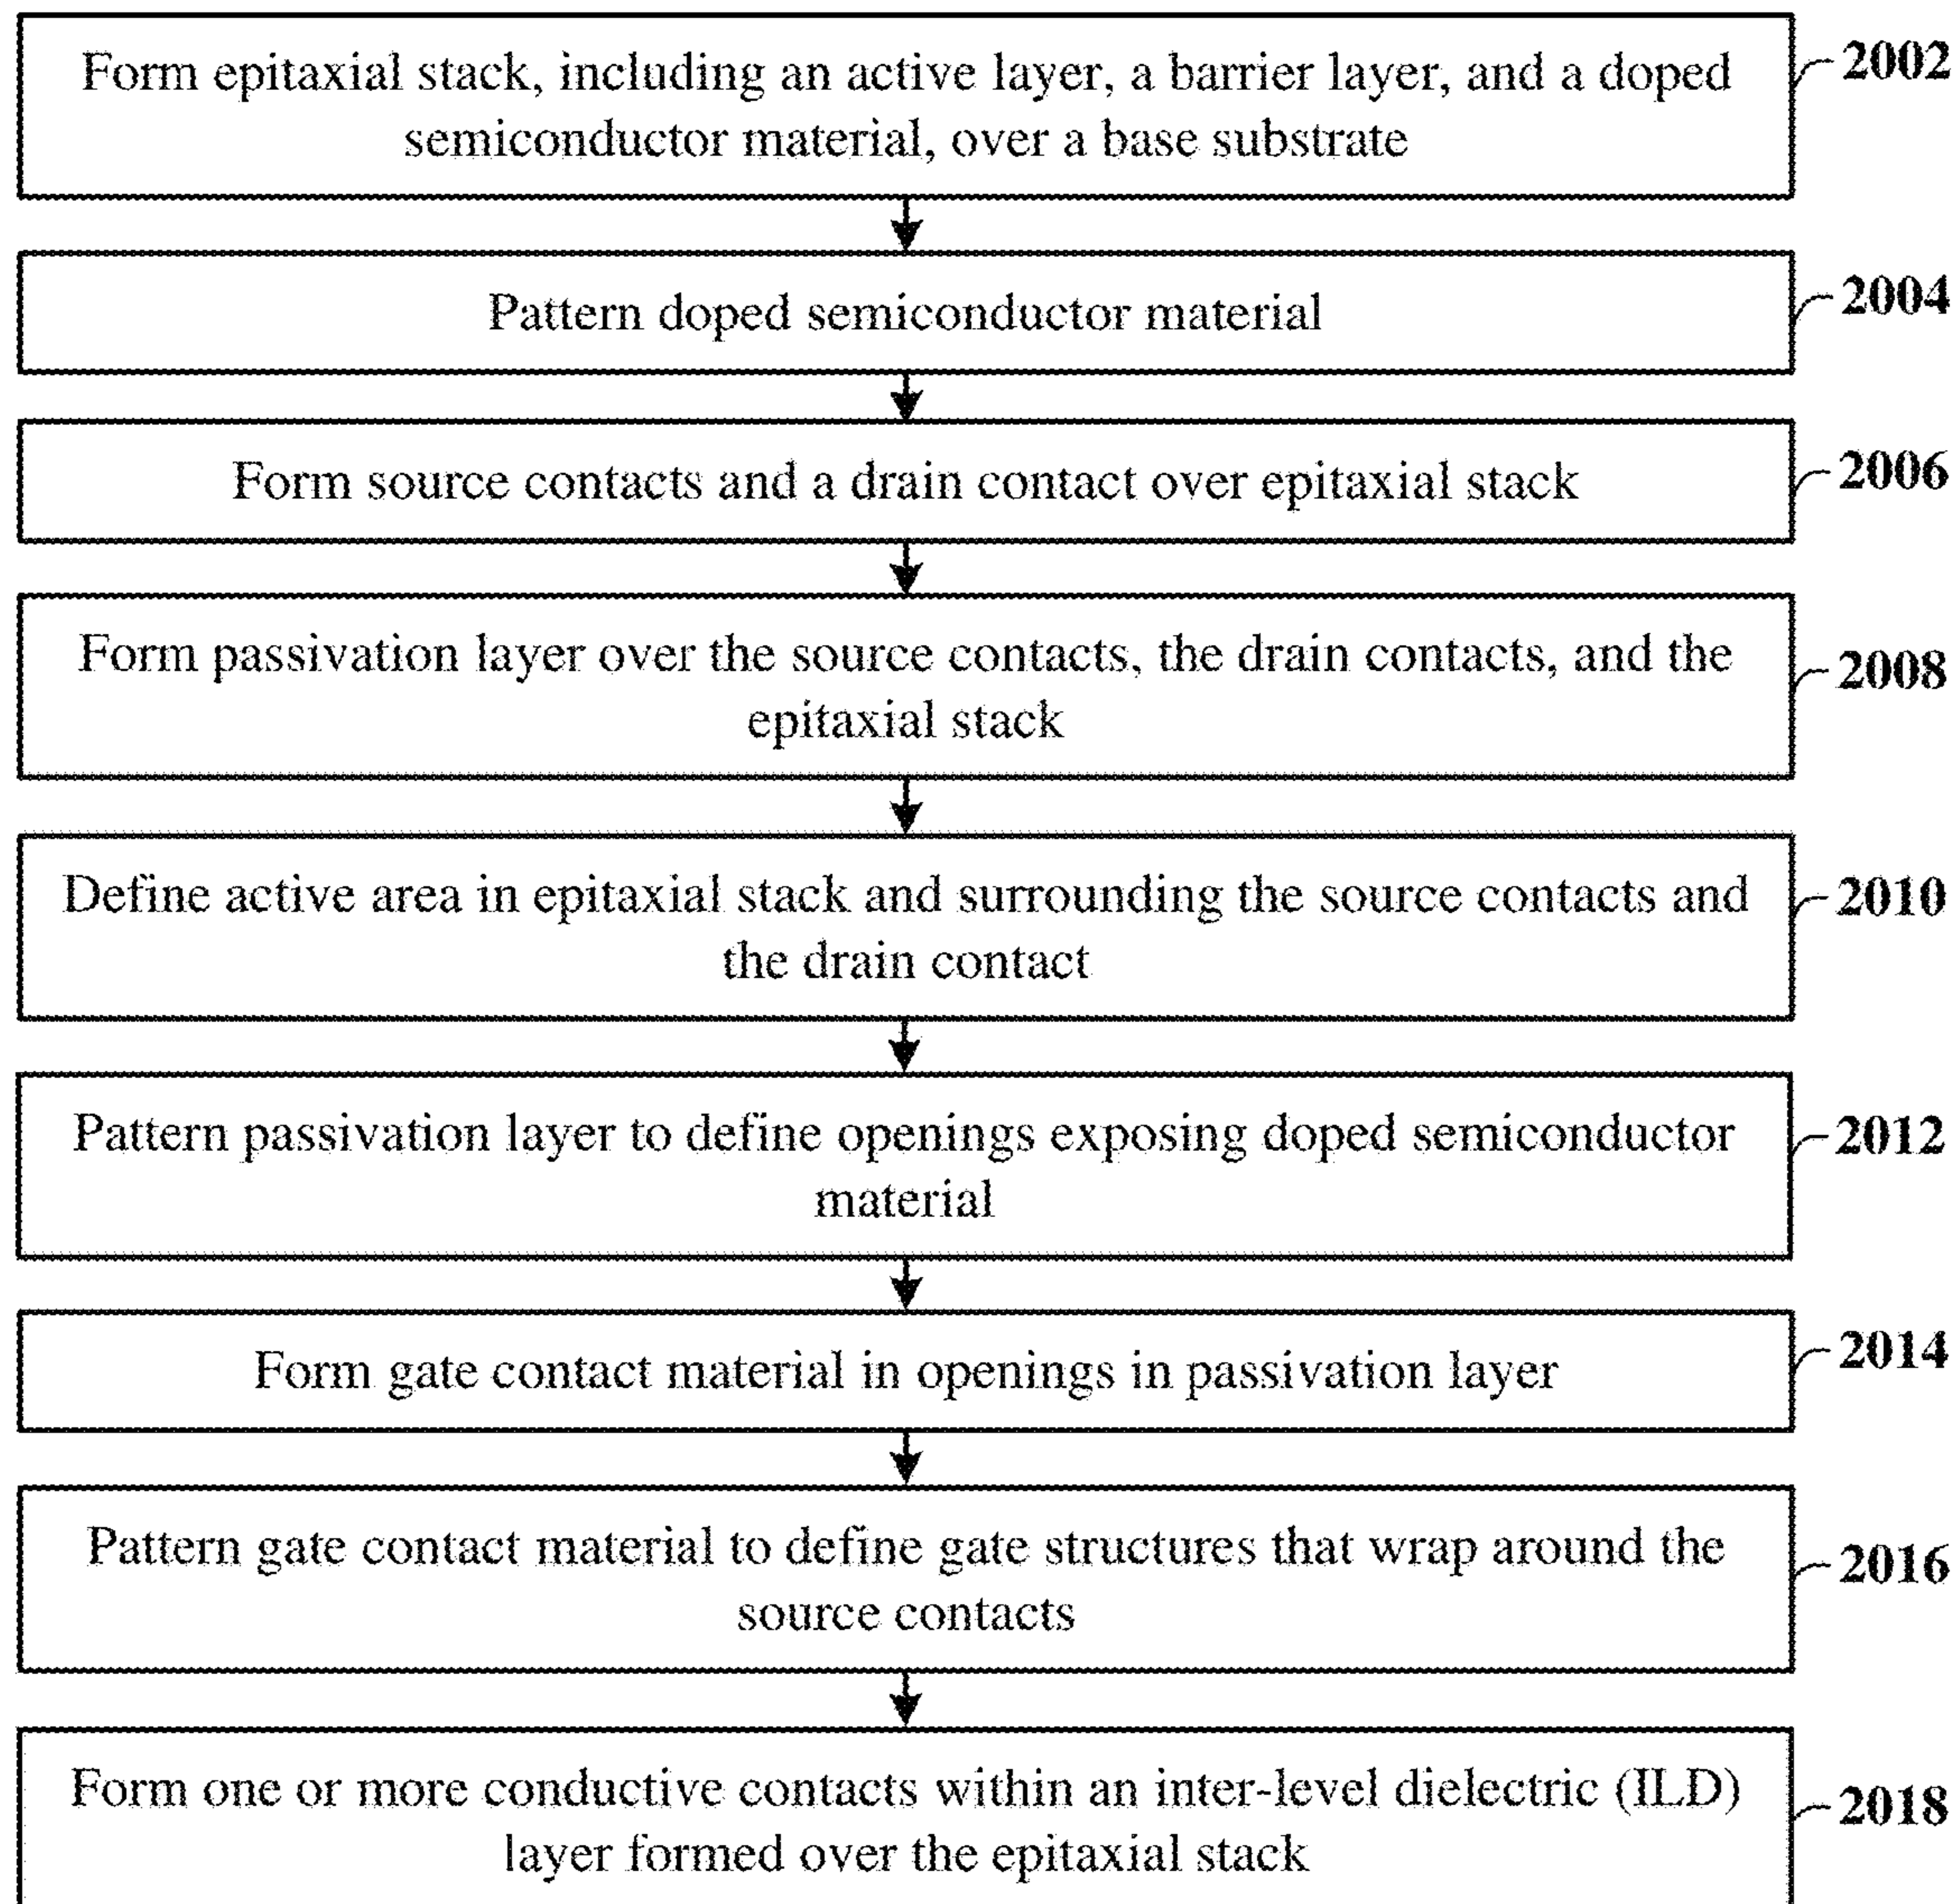 Form epitaxial stack, including an active layer, a barrier layer, and a doped
semiconductor material, over a base substrate
2002
Pattern doped semiconductor material
2004
Form source contacts and a drain contact over epitaxial stack
2006
Form passivation layer over the source contacts, the drain contacts, and the
epitaxial stack
2008
Define active area in epitaxial stack and surrounding the source contacts and
the drain contact
2010
Pattern passivation layer to define openings exposing doped semiconductor
material
2012
Form gate contact material in openings in passivation layer
2014
Pattern gate contact material to define gate structures that wrap around the
source contacts
2016
Form one or more conductive contacts within an inter-level dielectric (ILD)
layer formed over the epitaxial stack
2018